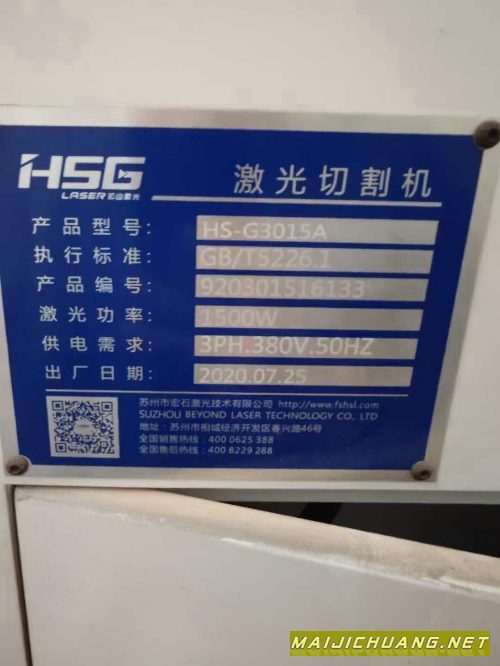 HSG
LASER 宏山激光
激光切割机
产品型号: HS-G3015A
执行标准: GB/T5226.1
产品编号: 920301516133
激光功率: 1500W
供电需求: 3PH.380V.50HZ
出厂日期: 2020.07.25
苏州市宏石激光技术有限公司 http://www.fshsl.com
SUZHOU BEYOND LASER TECHNOLOGY CO., LTD
地址: 苏州市相城经济开发区春兴路46号
全国销售热线: 400 0625 388
全国售后热线: 400 8229 288
MAIJICHUANG.NET